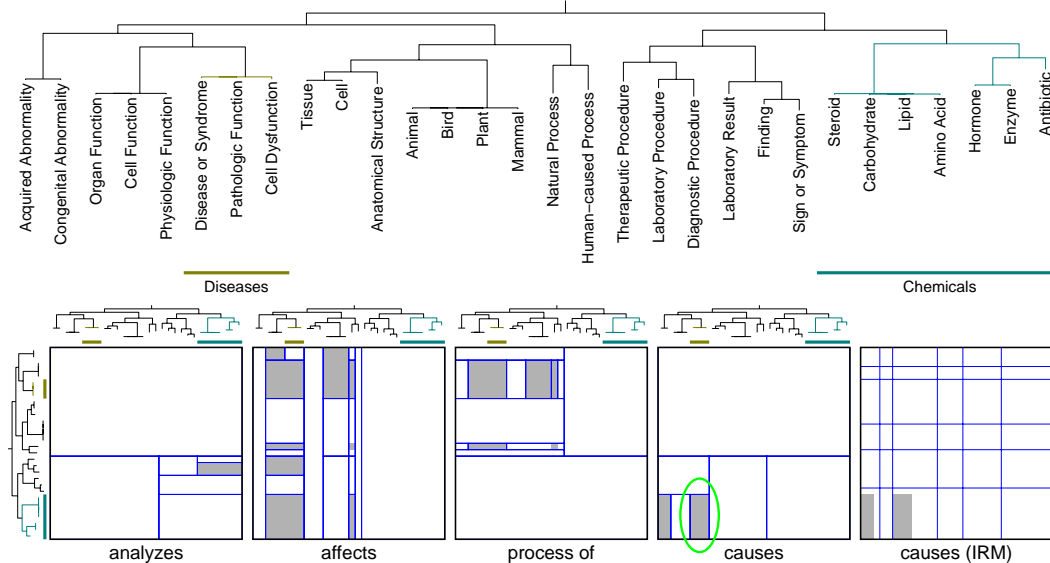 Acquired Abnormality
Congenital Abnormality
Organ Function
Cell Function
Physiologic Function
Disease or Syndrome
Pathologic Function
Cell Dysfunction
Tissue
Cell
Anatomical Structure
Animal
Bird
Plant
Mammal
Natural Process
Human−caused Process
Therapeutic Procedure
Laboratory Procedure
Diagnostic Procedure
Laboratory Result
Finding
Sign or Symptom
Steroid
Carbohydrate
Lipid
Amino Acid
Hormone
Enzyme
Antibiotic
Diseases
Chemicals
analyzes
affects
process of
causes
causes (IRM)